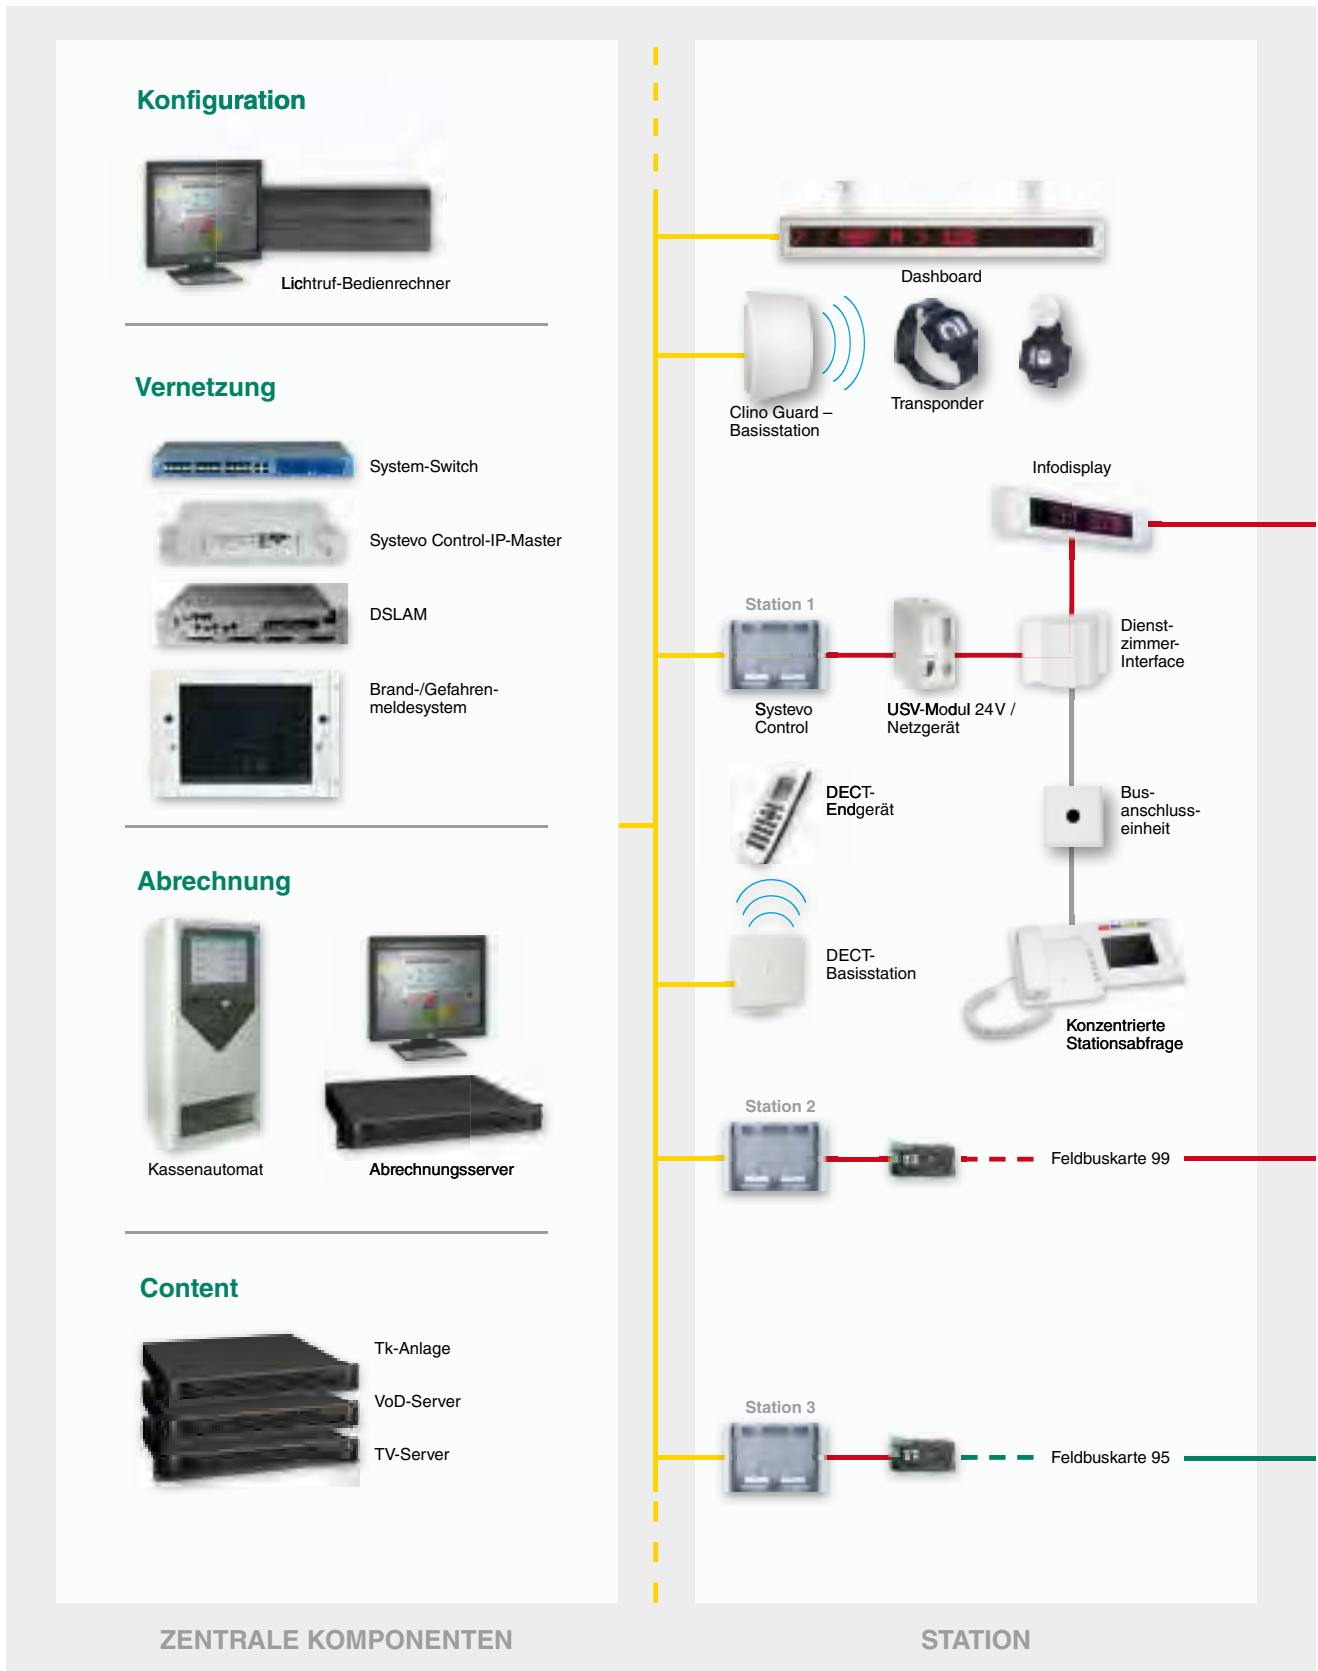 Konfiguration
Lichtruf-Bedienrechner
Vernetzung
System-Switch
Systevo Control-IP-Master
DSLAM
Brand-/Gefahren-
meldesystem
Abrechnung
Kassenautomat
Abrechnungsserver
Content
Tk-Anlage
VoD-Server
TV-Server
ZENTRALE KOMPONENTEN
Dashboard
Clino Guard –
Basisstation
Transponder
Infodisplay
Station 1
Systevo
Control
USV-Modul 24 V /
Netzgerät
Dienst-
zimmer-
Interface
DECT-
Endgerät
Bus-
anschluss-
einheit
DECT-
Basisstation
Konzentrierte
Stationsabfrage
Station 2
Feldbuskarte 99
Station 3
Feldbuskarte 95
STATION